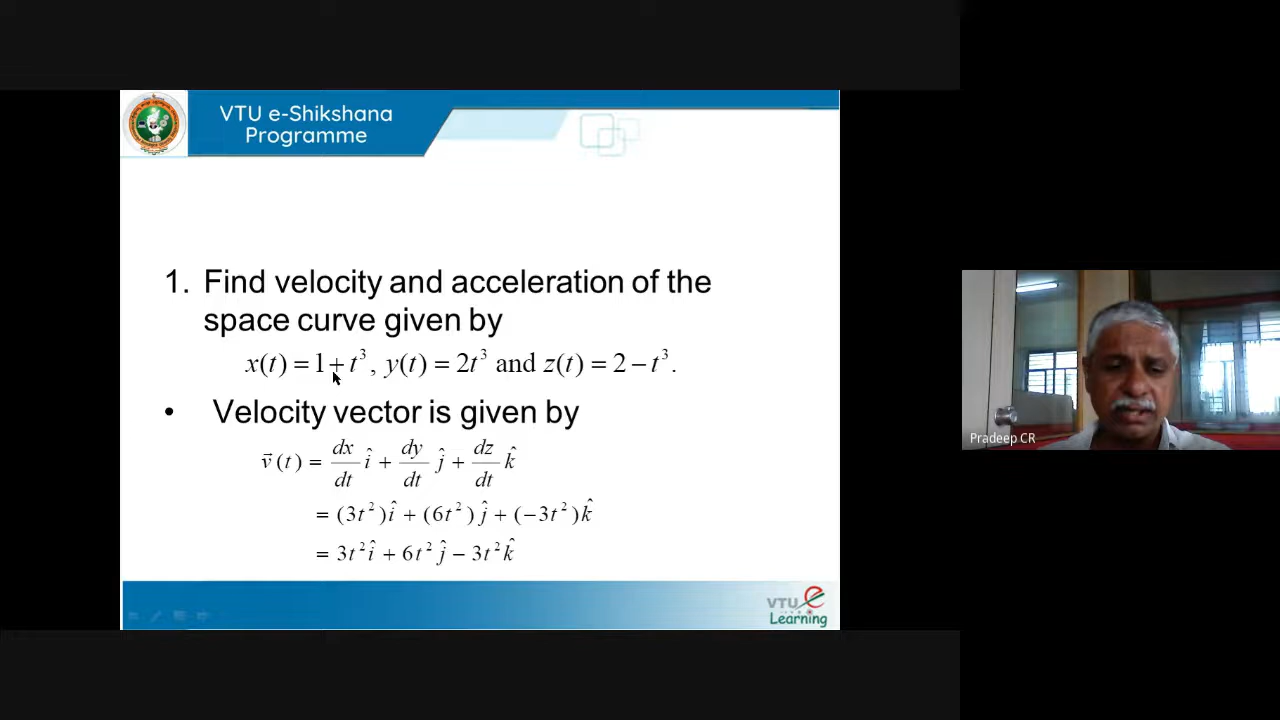 VTU e-Shikshana
Programme
1. Find velocity and acceleration of the
space curve given by
x(t) = 1 + t³, y(t) = 2t³ and z(t) = 2 − t³.
• Velocity vector is given by
v⃗(t) = dx/dt î + dy/dt ĵ + dz/dt k̂
= (3t²)î + (6t²)ĵ + (−3t²)k̂
= 3t²î + 6t²ĵ − 3t²k̂
VTU e
Learning
Pradeep CR